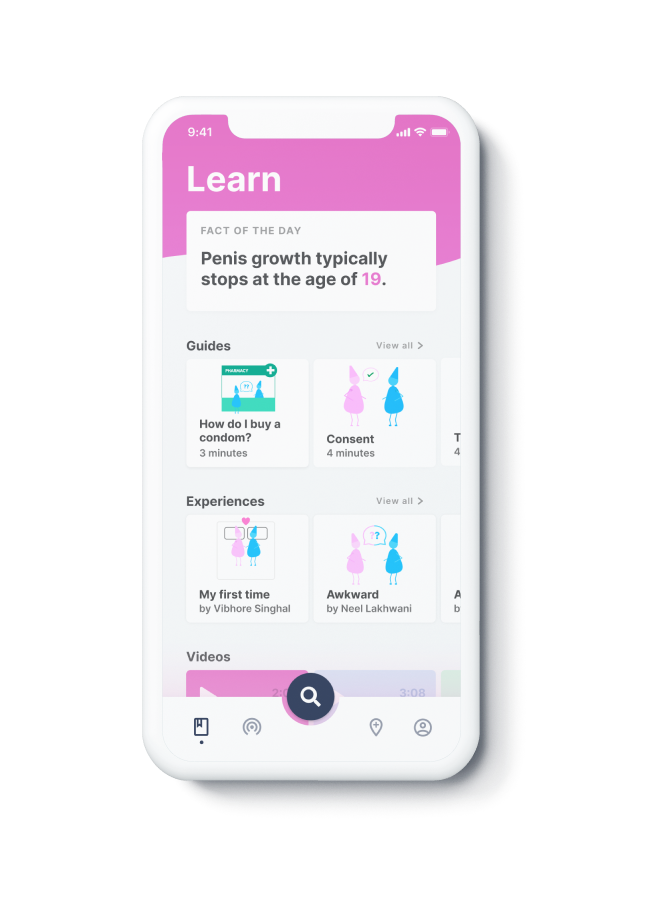 9:41
Learn
FACT OF THE DAY
Penis growth typically
stops at the age of 19.
Guides
View all
PHARMACY
??
How do I buy a
condom?
3 minutes
Consent
4 minutes
T
4
Experiences
View all
??
My first time
by Vibhore Singhal
Awkward
by Neel Lakhwani
A
Videos
3:08